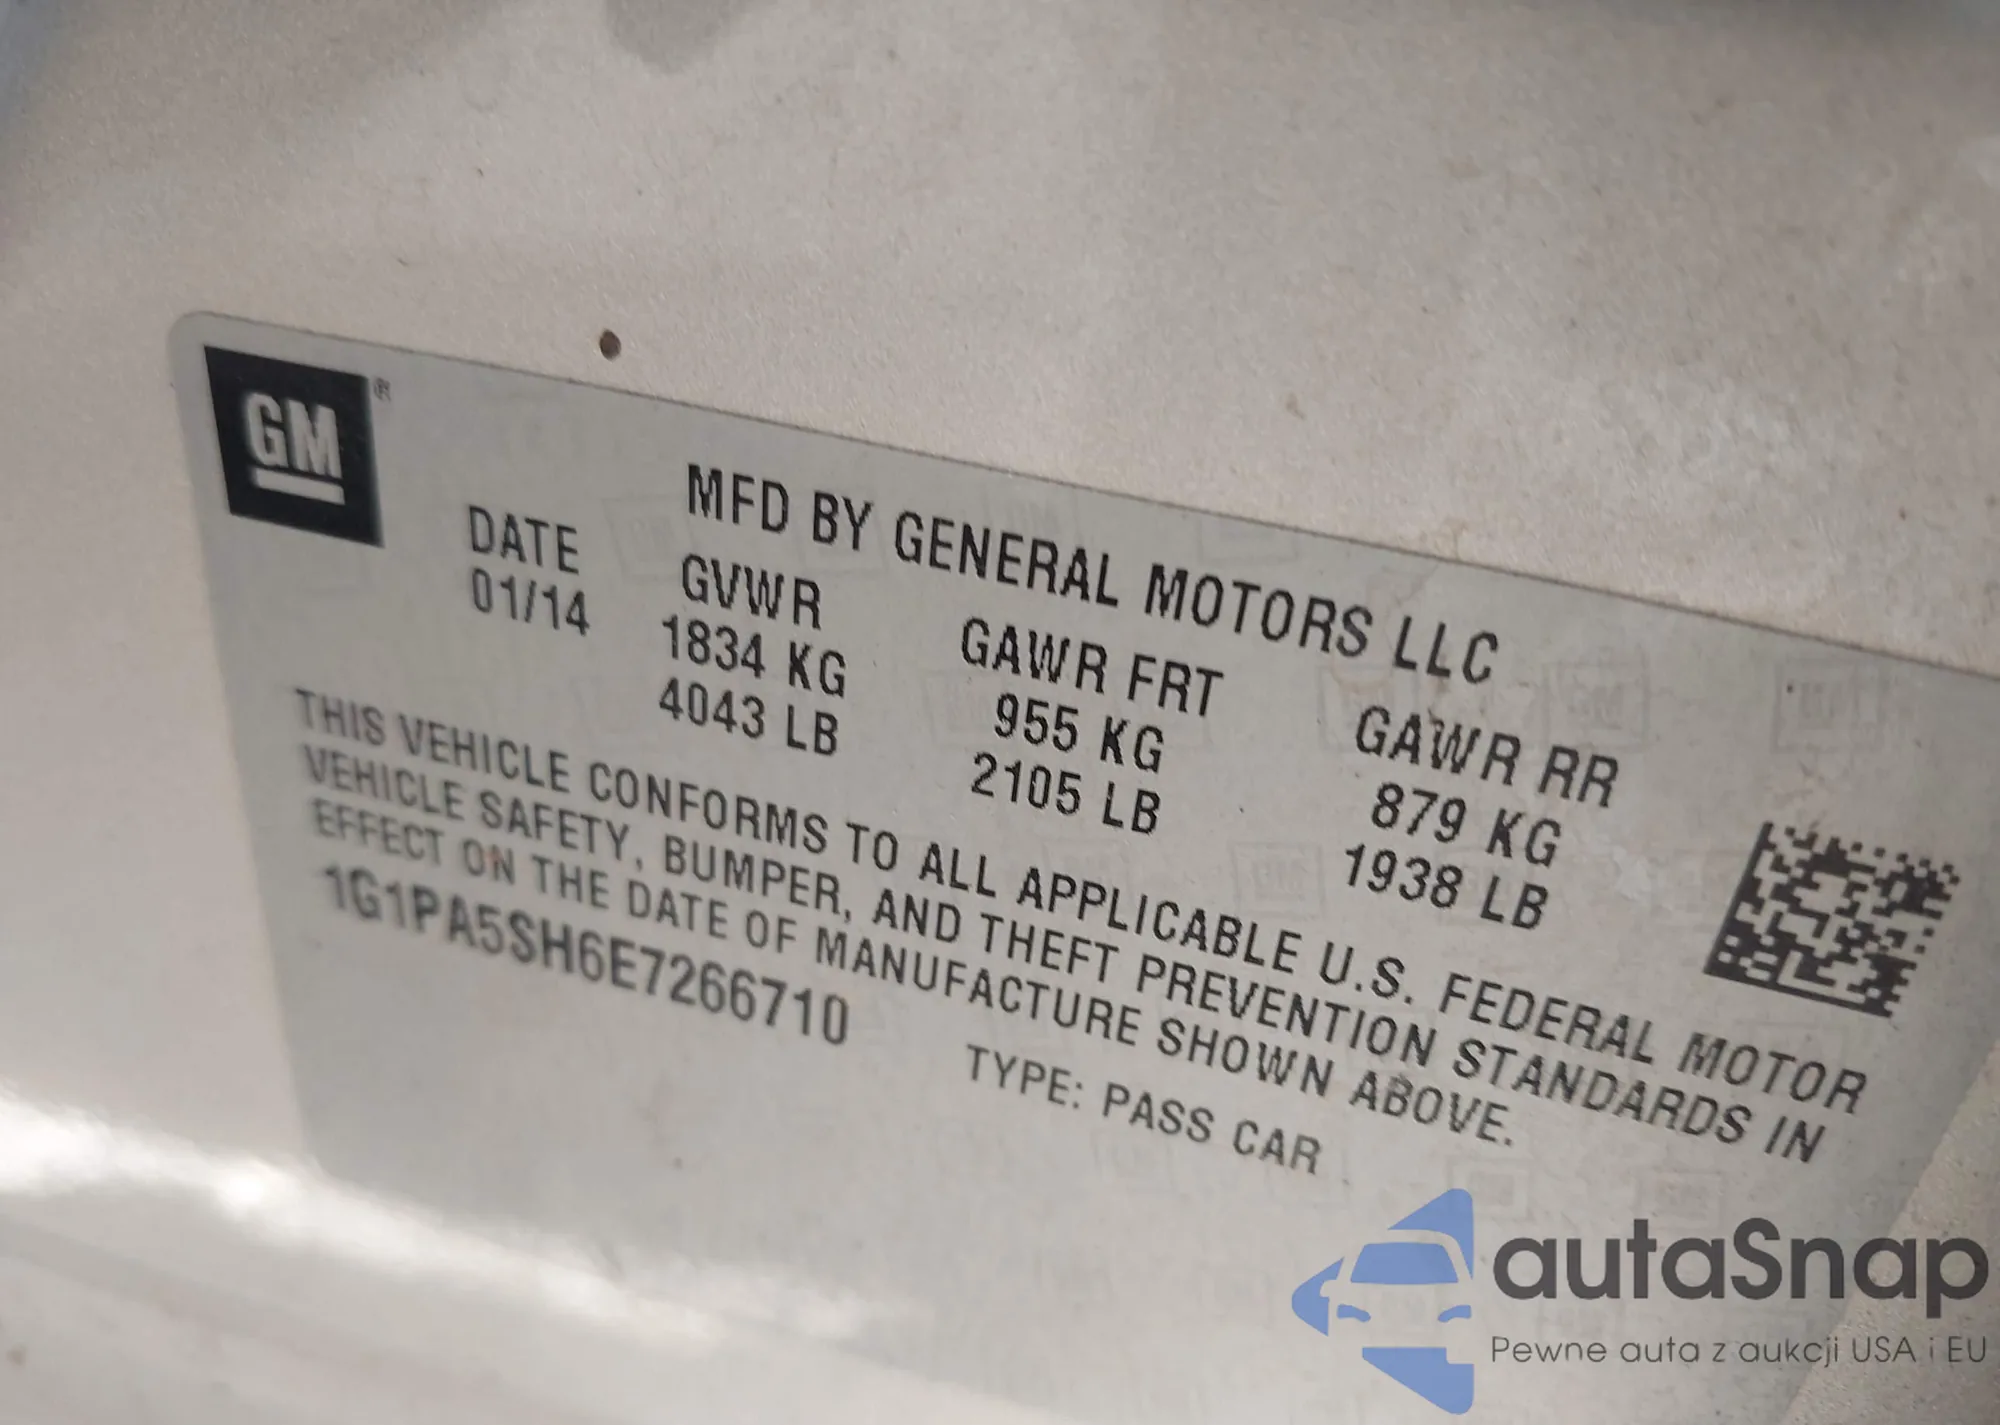 GM®
MFD BY GENERAL MOTORS LLC
DATE GVWR GAWR FRT GAWR RR
01/14 1834 KG 955 KG 879 KG
4043 LB 2105 LB 1938 LB
THIS VEHICLE CONFORMS TO ALL APPLICABLE U.S. FEDERAL MOTOR
VEHICLE SAFETY, BUMPER, AND THEFT PREVENTION STANDARDS IN
EFFECT ON THE DATE OF MANUFACTURE SHOWN ABOVE.
1G1PA5SH6E7266710 TYPE: PASS CAR
autaSnap
Pewne auta z aukcji USA i EU